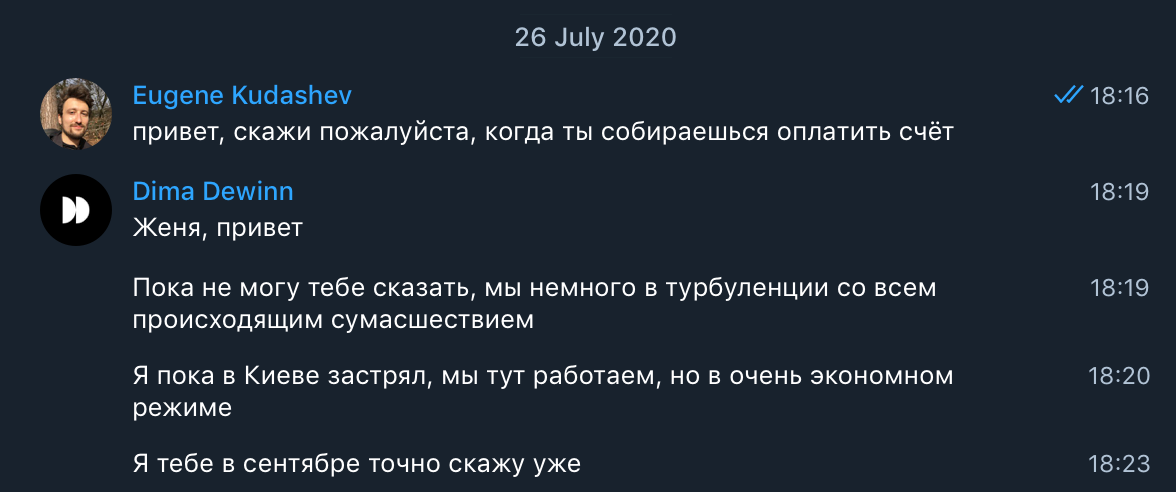 26 July 2020
Eugene Kudashev 18:16
привет, скажи пожалуйста, когда ты собираешься оплатить счёт
Dima Dewinn 18:19
Женя, привет
Пока не могу тебе сказать, мы немного в турбуленции со всем 18:19
происходящим сумасшествием
Я пока в Киеве застрял, мы тут работаем, но в очень экономном 18:20
режиме
Я тебе в сентябре точно скажу уже 18:23